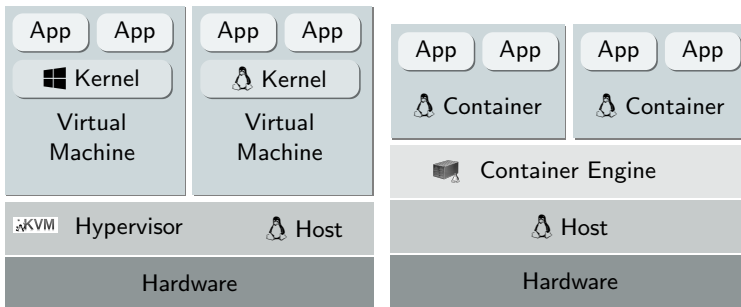 App App
Kernel
Virtual
Machine
App App
Kernel
Virtual
Machine
KVM Hypervisor Host
Hardware
App App
Container
App App
Container
Container Engine
Host
Hardware